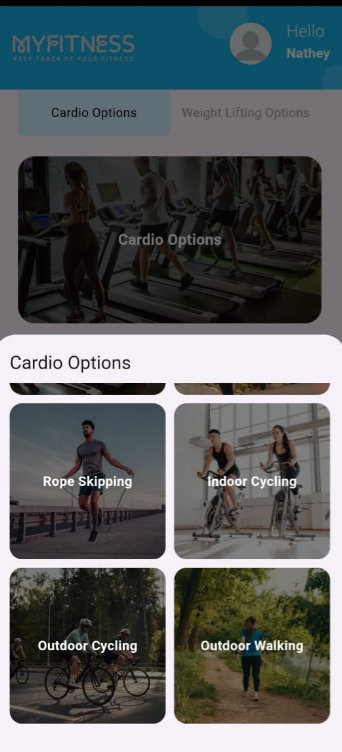 MYFITNESS
KEEP TRACK OF YOUR FITNESS
Hello
Nathey
Cardio Options
Weight Lifting Options
Cardio Options
Cardio Options
Rope Skipping
Indoor Cycling
Outdoor Cycling
Outdoor Walking